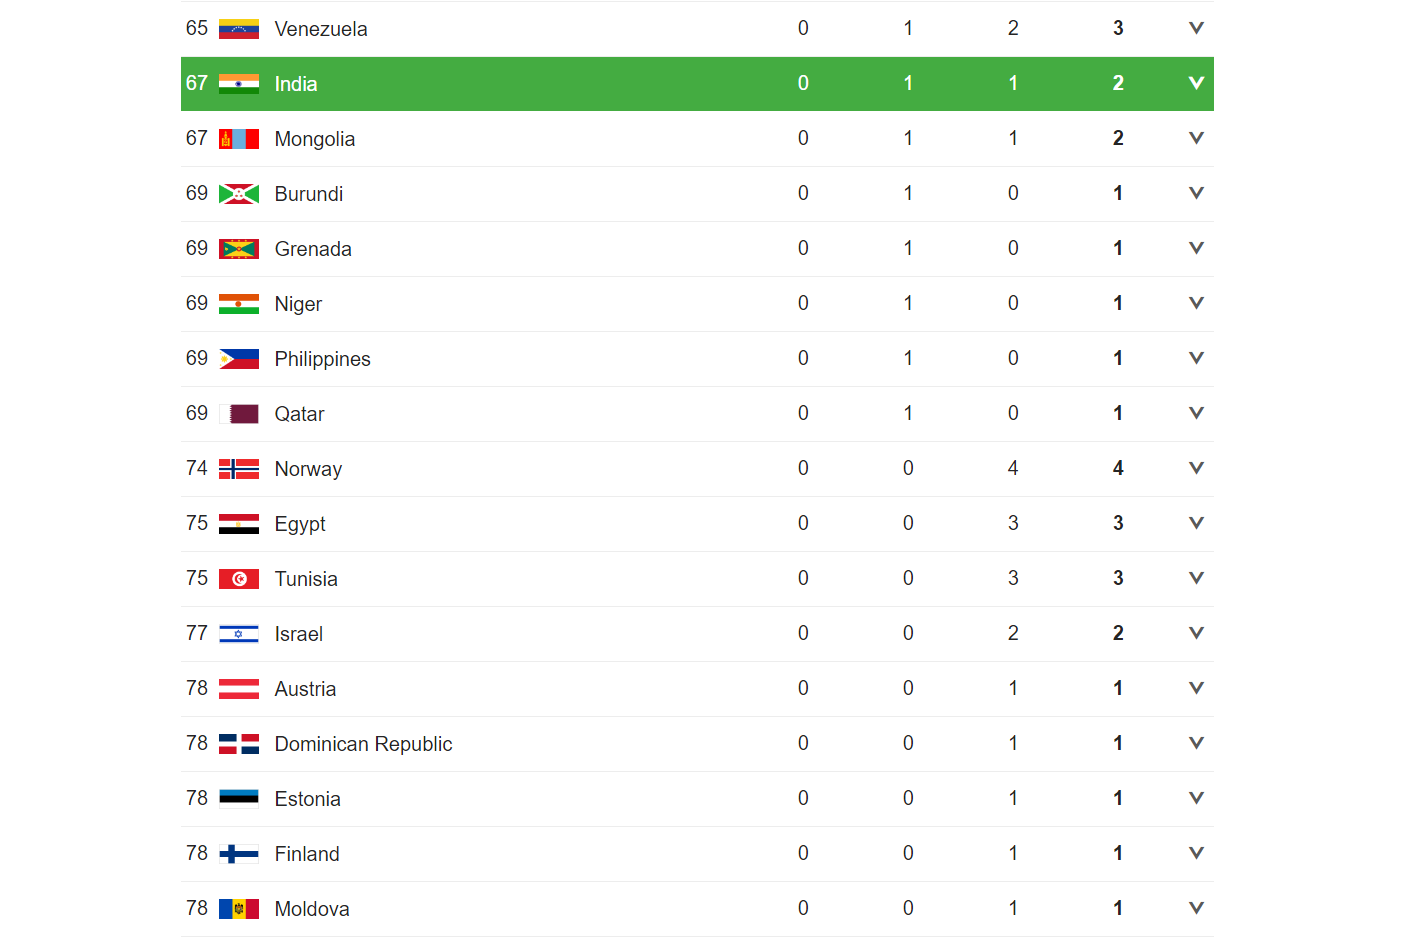 65 Venezuela 0 1 2 3
67 India 0 1 1 2
67 Mongolia 0 1 1 2
69 Burundi 0 1 0 1
69 Grenada 0 1 0 1
69 Niger 0 1 0 1
69 Philippines 0 1 0 1
69 Qatar 0 1 0 1
74 Norway 0 0 4 4
75 Egypt 0 0 3 3
75 Tunisia 0 0 3 3
77 Israel 0 0 2 2
78 Austria 0 0 1 1
78 Dominican Republic 0 0 1 1
78 Estonia 0 0 1 1
78 Finland 0 0 1 1
78 Moldova 0 0 1 1